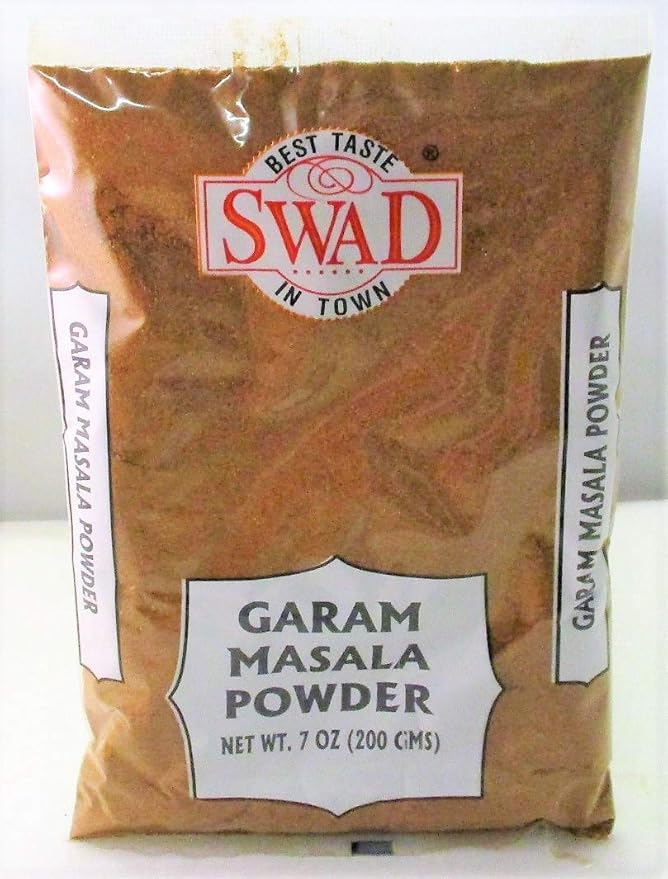 BEST TASTE
®
SWAD
IN TOWN
GARAM MASALA POWDER
GARAM MASALA POWDER
GARAM
MASALA
POWDER
NET WT. 7 OZ (200 GMS)